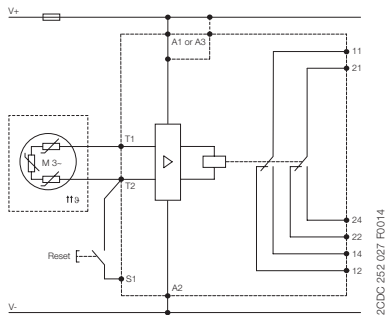 V+
A1 or A3
11
21
T1
M 3~
T2
↑↑ϑ
24
22
Reset
14
S1
12
A2
V-
2CDC 252 027 F0014